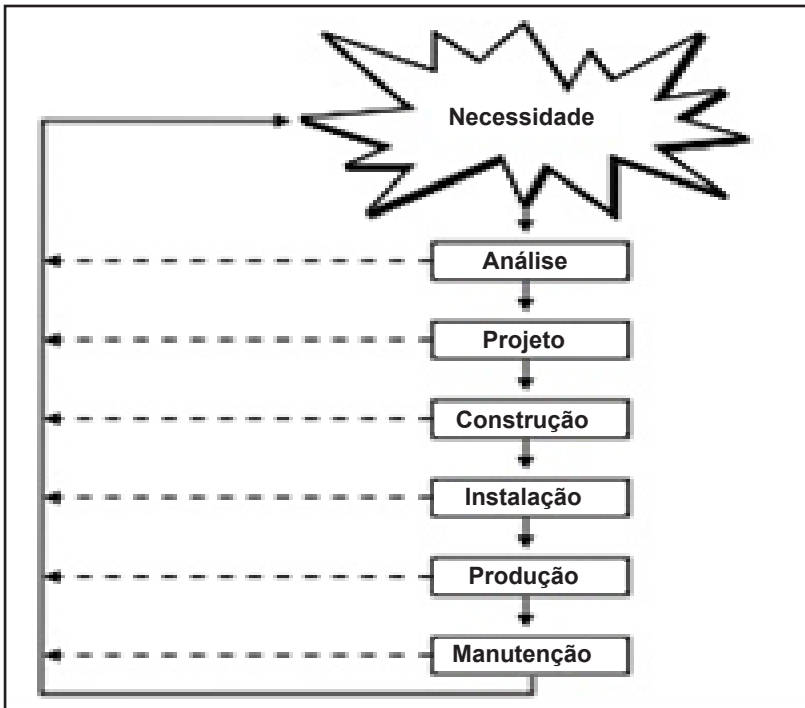 Necessidade
Análise
Projeto
Construção
Instalação
Produção
Manutenção